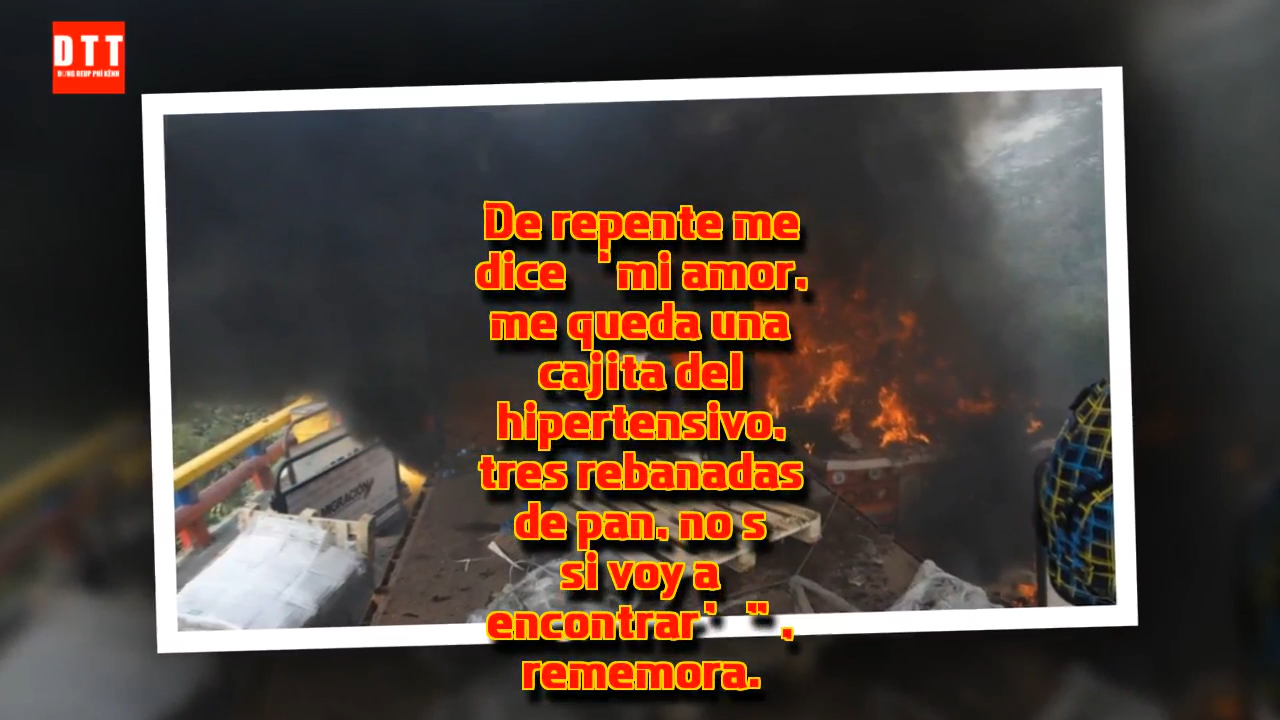 DTT
De repente me
dice 'mi amor,
me queda una
cajita del
hipertensivo,
tres rebanadas
de pan, no s
si voy a
encontrar' ",
rememora.
MIGRACIÓN